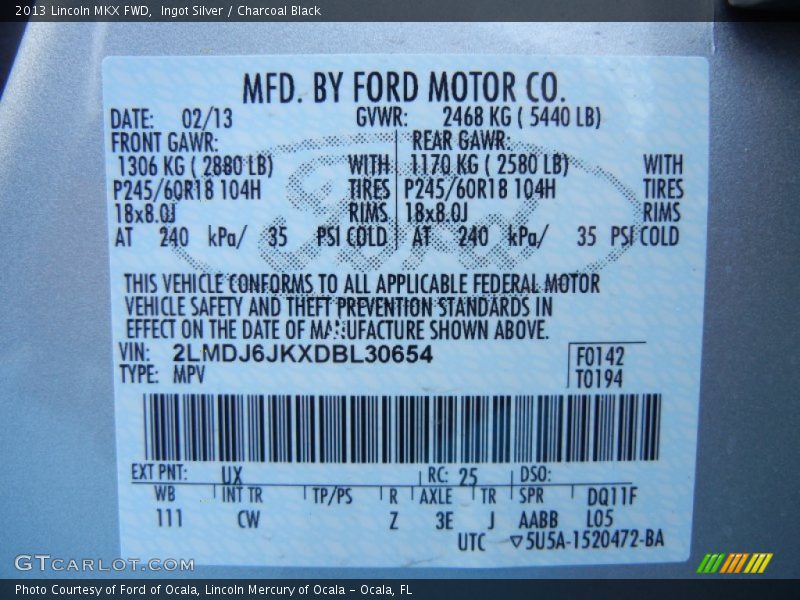 2013 Lincoln MKX FWD,  Ingot Silver / Charcoal Black
MFD. BY FORD MOTOR CO.
DATE: 02/13 GVWR: 2468 KG ( 5440 LB)
FRONT GAWR: REAR GAWR:
1306 KG ( 2880 LB) WITH 1170 KG ( 2580 LB) WITH
P245/60R18 104H TIRES P245/60R18 104H TIRES
18x8.0J RIMS 18x8.0J RIMS
AT 240 kPa/ 35 PSI COLD AT 240 kPa/ 35 PSI COLD
Ford
THIS VEHICLE CONFORMS TO ALL APPLICABLE FEDERAL MOTOR
VEHICLE SAFETY AND THEFT PREVENTION STANDARDS IN
EFFECT ON THE DATE OF MANUFACTURE SHOWN ABOVE.
VIN: 2LMDJ6JKXDBL30654 F0142
TYPE: MPV T0194
EXT PNT: UX RC: 25 DSO:
WB INT TR TP/PS R AXLE TR SPR DQ11F
111 CW Z 3E J AABB L05
UTC ▽5U5A-1520472-BA
GTCARLOT.COM
Photo Courtesy of Ford of Ocala, Lincoln Mercury of Ocala – Ocala, FL